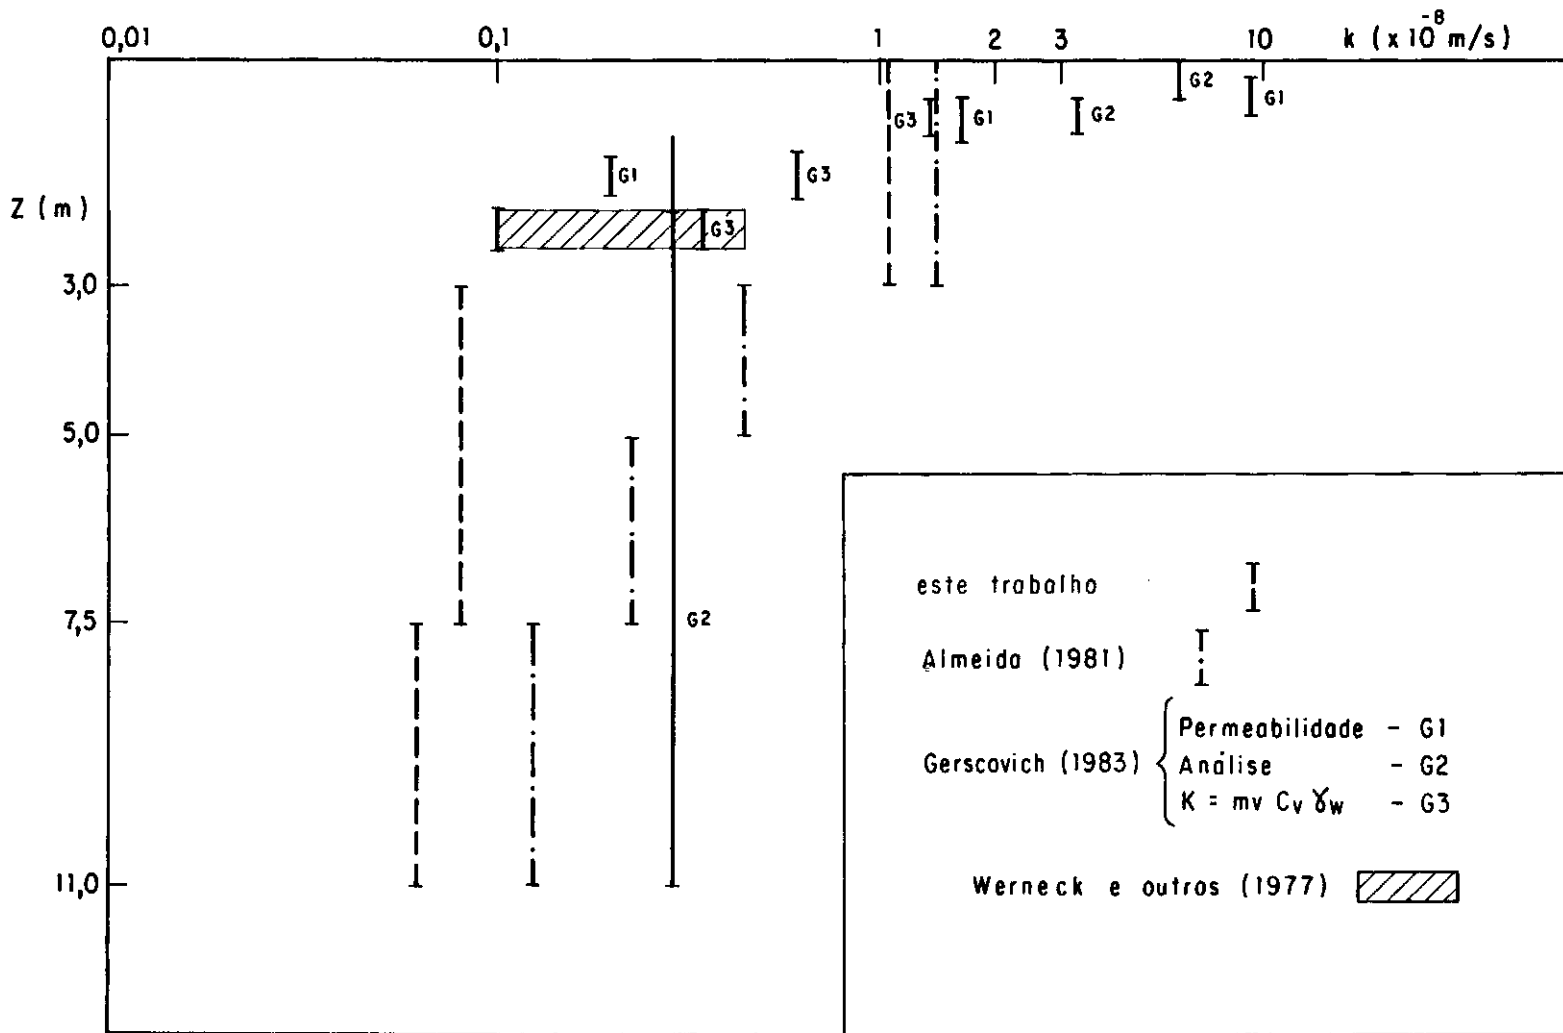 0,01 0,1 1 2 3 10 k (x10⁻⁸ m/s)
G2
G1
G3 G1 G2
G1 G3
Z (m)
G3
3,0
5,0
7,5
G2
11,0
este trabalho
Almeida (1981)
Gerscovich (1983)
Permeabilidade - G1
Análise - G2
K = mv Cv γw - G3
Werneck e outros (1977)